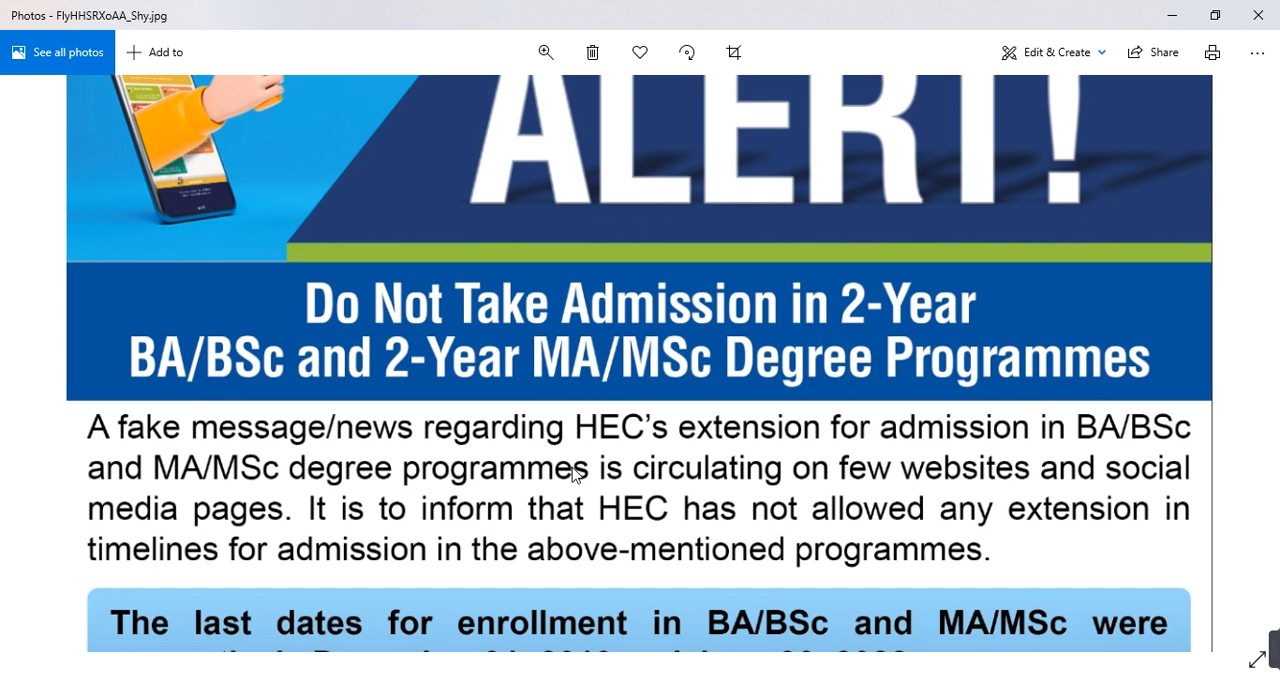 Photos - FlyHHSRXoAA_Shy.jpg
See all photos
Add to
Edit & Create
Share
ALERT!
Do Not Take Admission in 2-Year
BA/BSc and 2-Year MA/MSc Degree Programmes
A fake message/news regarding HEC's extension for admission in BA/BSc
and MA/MSc degree programmes is circulating on few websites and social
media pages. It is to inform that HEC has not allowed any extension in
timelines for admission in the above-mentioned programmes.
The last dates for enrollment in BA/BSc and MA/MSc were